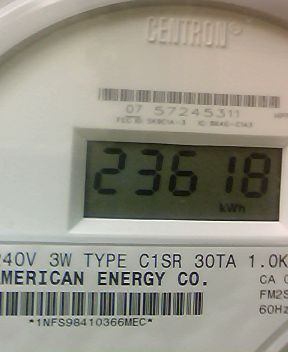 CENTRON®
07 57245311
23618
kWh
240V 3W TYPE C1SR 30TA 1.0K
AMERICAN ENERGY CO.
CA
FM2S
60Hz
*1NFS98410366MEC*